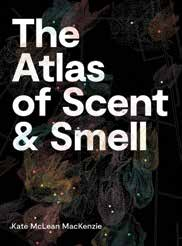 The
Atlas
of Scent
& Smell
Kate McLean MacKenzie